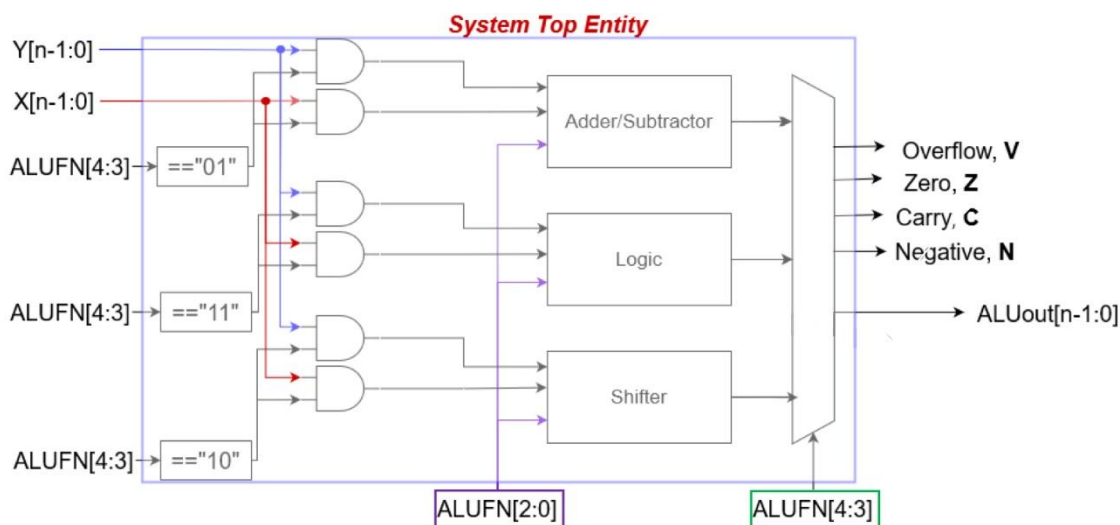 System Top Entity
Y[n-1:0]
X[n-1:0]
ALUFN[4:3]
=="01"
Adder/Subtractor
Overflow, V
Zero, Z
Carry, C
Negative, N
Logic
ALUFN[4:3]
=="11"
ALUout[n-1:0]
Shifter
ALUFN[4:3]
=="10"
ALUFN[2:0]
ALUFN[4:3]